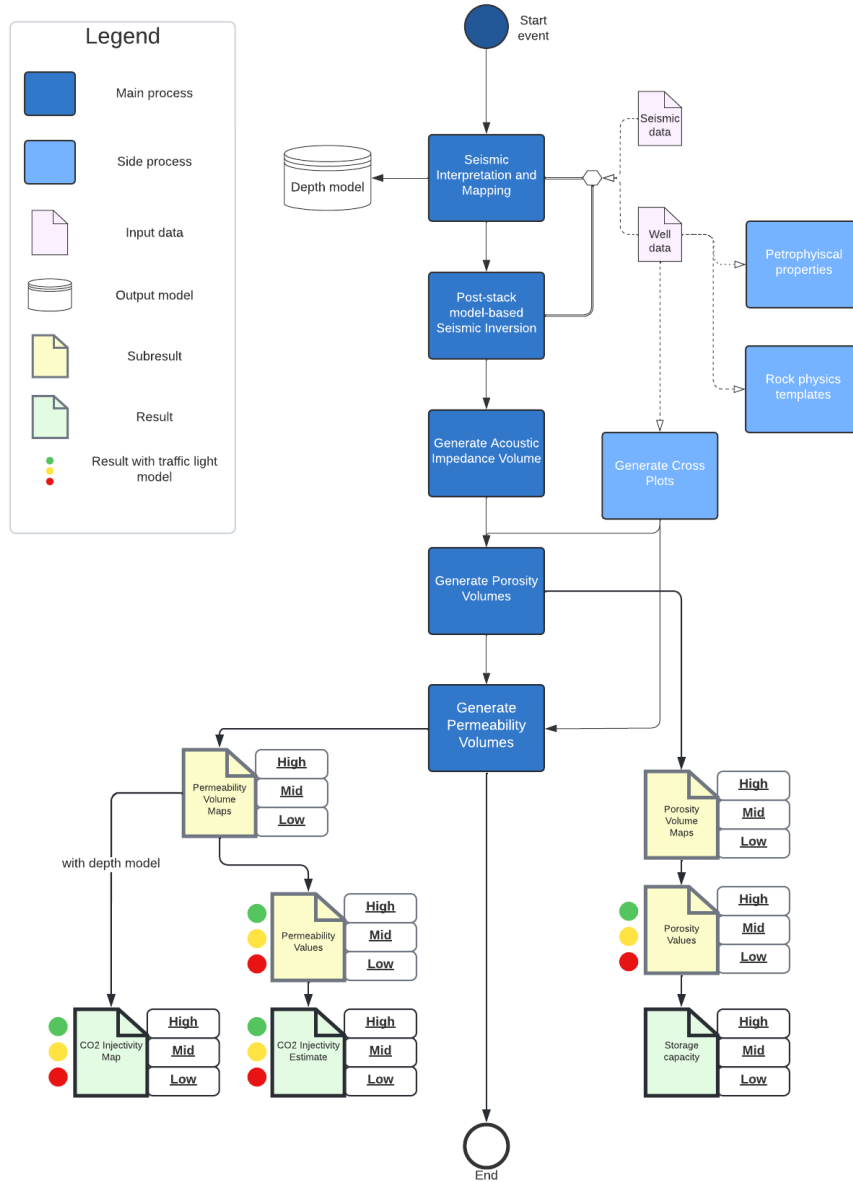 Legend
Main process
Side process
Input data
Output model
Subresult
Result
Result with traffic light
model
Start
event
Seismic
Interpretation and
Mapping
Depth model
Seismic
data
Well
data
Petrophyiscal
properties
Post-stack
model-based
Seismic Inversion
Rock physics
templates
Generate Acoustic
Impedance Volume
Generate Cross
Plots
Generate Porosity
Volumes
Generate
Permeability
Volumes
Permeability
Volume
Maps
High
Mid
Low
Porosity
Volume
Maps
High
Mid
Low
with depth model
Permeability
Values
High
Mid
Low
Porosity
Values
High
Mid
Low
CO2 Injectivity
Map
High
Mid
Low
CO2 Injectivity
Estimate
High
Mid
Low
Storage
capacity
High
Mid
Low
End